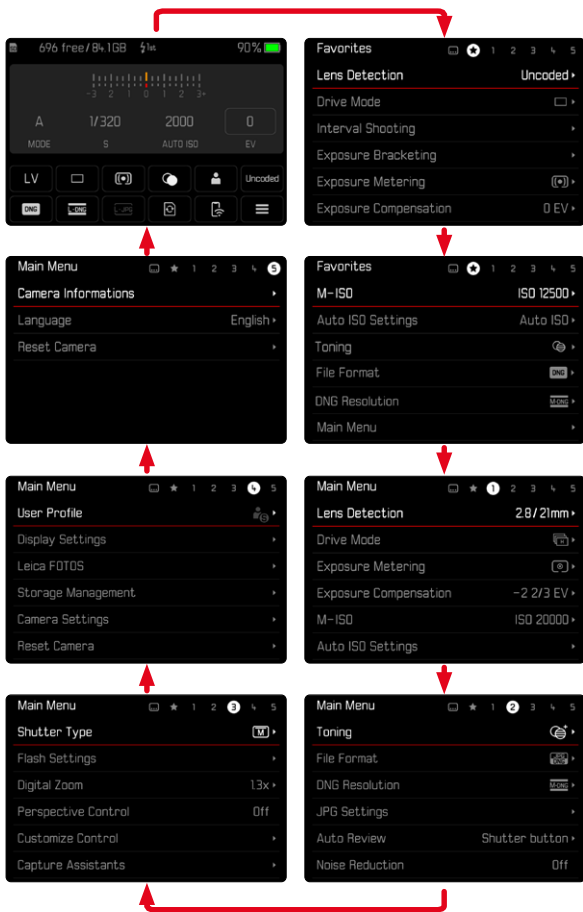 696 free/84.1GB 1st. 90%
-3 2 1 0 1 2 3+
A 1/320 2000 0
MODE S AUTO ISO EV
LV Uncoded
DNG L-DNG L-JPG
Favorites 1 2 3 4 5
Lens Detection Uncoded
Drive Mode
Interval Shooting
Exposure Bracketing
Exposure Metering
Exposure Compensation 0 EV
Favorites 1 2 3 4 5
M-ISO ISO 12500
Auto ISO Settings Auto ISO
Toning
File Format DNG
DNG Resolution M-DNG
Main Menu
Main Menu 1 2 3 4 5
Lens Detection 2.8/21mm
Drive Mode H
Exposure Metering
Exposure Compensation -2 2/3 EV
M-ISO ISO 20000
Auto ISO Settings
Main Menu 1 2 3 4 5
Toning
File Format JPG DNG
DNG Resolution M-DNG
JPG Settings
Auto Review Shutter button
Noise Reduction Off
Main Menu 1 2 3 4 5
Shutter Type M
Flash Settings
Digital Zoom 1.3x
Perspective Control Off
Customize Control
Capture Assistants
Main Menu 1 2 3 4 5
User Profile
Display Settings
Leica FOTOS
Storage Management
Camera Settings
Reset Camera
Main Menu 1 2 3 4 5
Camera Informations
Language English
Reset Camera